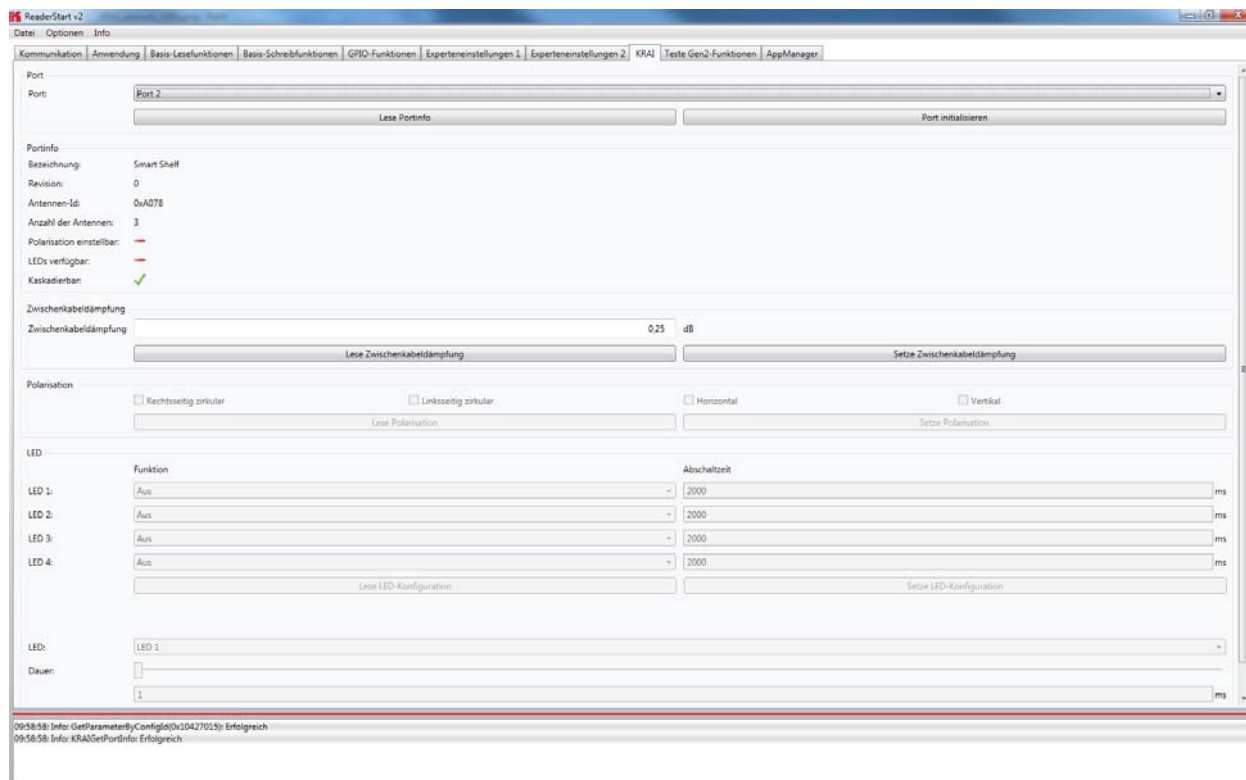 ReaderStart v2
Datei Optionen Info
Kommunikation Anwendung Basis-Lesefunktionen Basis-Schreibfunktionen GPIO-Funktionen Experteneinstellungen 1 Experteneinstellungen 2 KRAI Teste Gen2-Funktionen AppManager
Port
Port: Port 2
Lese Portinfo Port initialisieren
Portinfo
Bezeichnung: Smart Shelf
Revision: 0
Antennen-Id: 0xA078
Anzahl der Antennen: 3
Polarisation einstellbar:
LEDs verfügbar:
Kaskadierbar:
Zwischenkabeldämpfung
Zwischenkabeldämpfung 0,25 dB
Lese Zwischenkabeldämpfung Setze Zwischenkabeldämpfung
Polarisation
Rechtsseitig zirkular Linksseitig zirkular Horizontal Vertikal
Lese Polarisation Setze Polarisation
LED
Funktion Abschaltzeit
LED 1: Aus 2000 ms
LED 2: Aus 2000 ms
LED 3: Aus 2000 ms
LED 4: Aus 2000 ms
Lese LED-Konfiguration Setze LED-Konfiguration
LED: LED 1
Dauer:
1 ms
09:58:58: Info: GetParameterByConfigId(0x10427015): Erfolgreich
09:58:58: Info: KRAIGetPortInfo: Erfolgreich